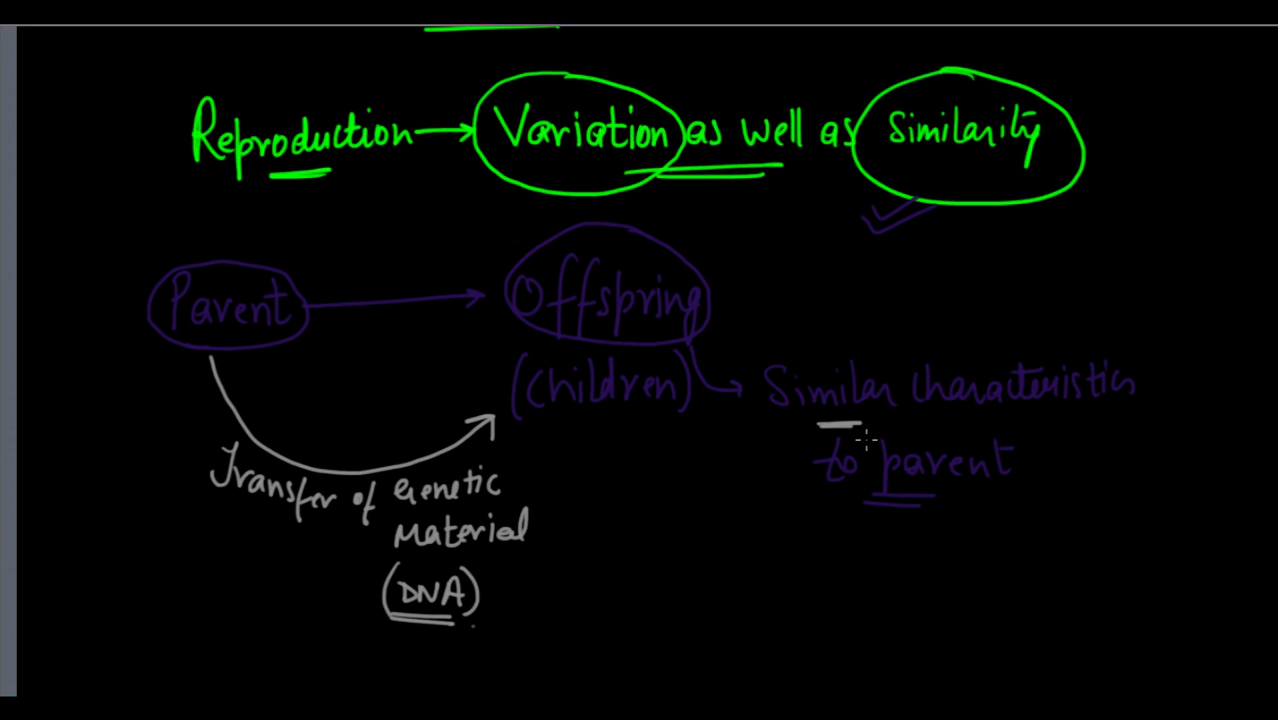 Reproduction → Variation as well as Similarity
Parent → Offspring
(Children) → Similar Characteristics
to parent
Transfer of Genetic
Material
(DNA)